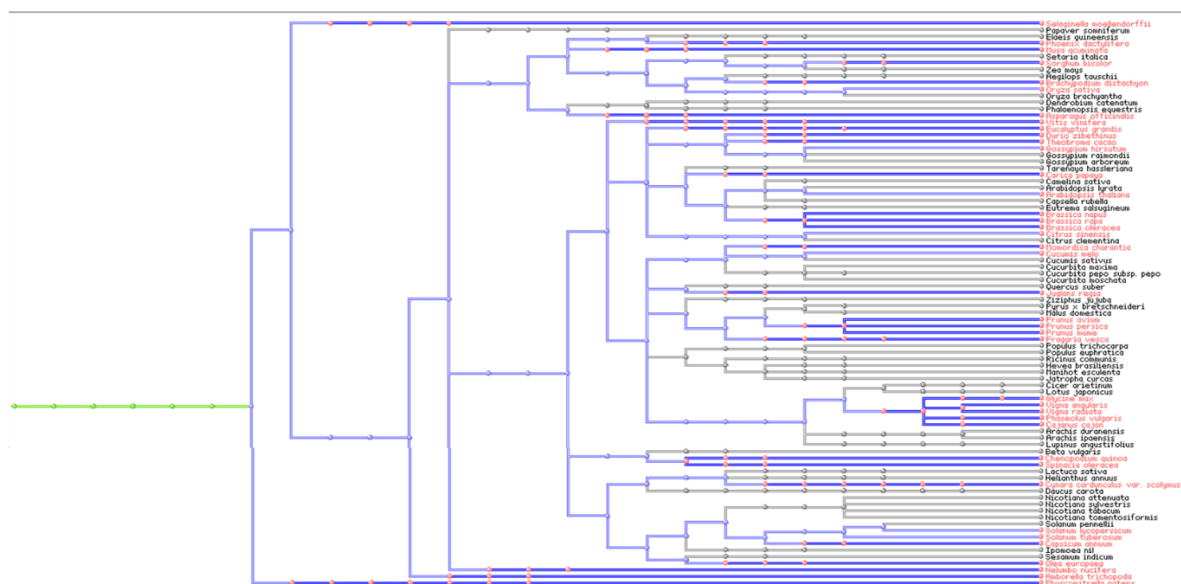 Selaginella moellendorffii
Papaver somniferum
Elaeis guineensis
Phoenix dactylifera
Musa acuminata
Setaria italica
Sorghum bicolor
Zea mays
Aegilops tauschii
Brachypodium distachyon
Oryza sativa
Oryza brachyantha
Dendrobium catenatum
Phalaenopsis equestris
Asparagus officinalis
Vitis vinifera
Eucalyptus grandis
Durio zibethinus
Theobroma cacao
Gossypium hirsutum
Gossypium raimondii
Gossypium arboreum
Tarenaya hassleriana
Carica papaya
Camelina sativa
Arabidopsis lyrata
Arabidopsis thaliana
Capsella rubella
Eutrema salsugineum
Brassica napus
Brassica rapa
Brassica oleracea
Citrus sinensis
Citrus clementina
Momordica charantia
Cucumis melo
Cucumis sativus
Cucurbita maxima
Cucurbita pepo subsp. pepo
Cucurbita moschata
Quercus suber
Juglans regia
Ziziphus jujuba
Pyrus x bretschneideri
Malus domestica
Prunus avium
Prunus persica
Prunus mume
Fragaria vesca
Populus trichocarpa
Populus euphratica
Ricinus communis
Hevea brasiliensis
Manihot esculenta
Jatropha curcas
Cicer arietinum
Lotus japonicus
Glycine max
Vigna angularis
Vigna radiata
Phaseolus vulgaris
Cajanus cajan
Arachis duranensis
Arachis ipaensis
Lupinus angustifolius
Beta vulgaris
Chenopodium quinoa
Spinacia oleracea
Lactuca sativa
Helianthus annuus
Cynara cardunculus var. scolymus
Daucus carota
Nicotiana attenuata
Nicotiana sylvestris
Nicotiana tabacum
Nicotiana tomentosiformis
Solanum pennellii
Solanum lycopersicum
Solanum tuberosum
Capsicum annuum
Ipomoea nil
Sesamum indicum
Olea europaea
Nelumbo nucifera
Amborella trichopoda
Physcomitrella patens